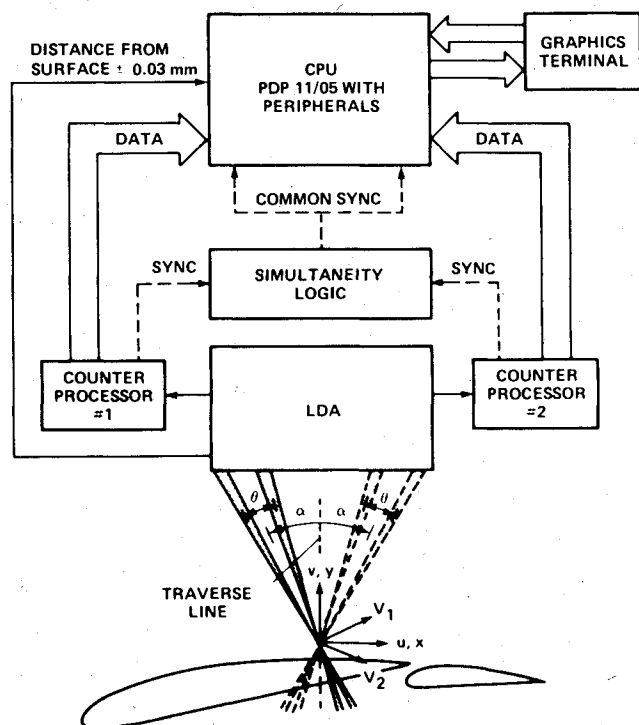 DISTANCE FROM
SURFACE ± 0.03 mm
CPU
PDP 11/05 WITH
PERIPHERALS
GRAPHICS
TERMINAL
DATA
DATA
COMMON SYNC
SYNC
SIMULTANEITY
LOGIC
SYNC
COUNTER
PROCESSOR
#1
LDA
COUNTER
PROCESSOR
#2
θ
α
α
θ
TRAVERSE
LINE
v, y
V1
u, x
V2